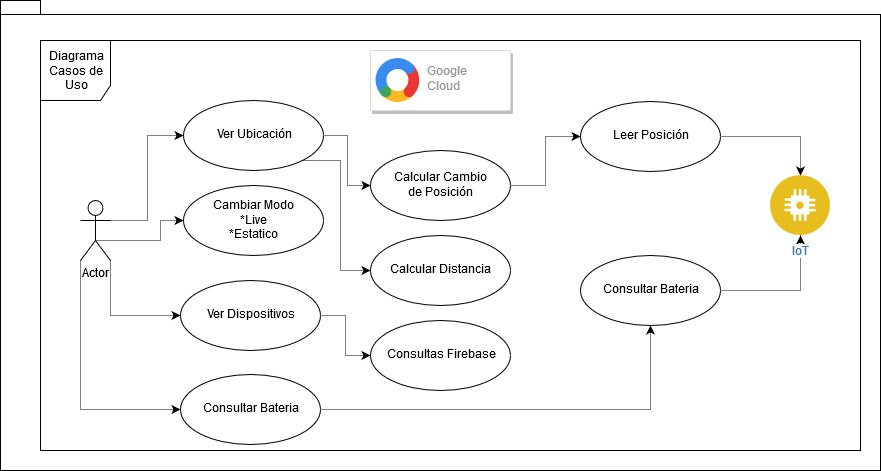 Diagrama
Casos de
Uso
Google
Cloud
Ver Ubicación
Leer Posición
Calcular Cambio
de Posición
Cambiar Modo
*Live
*Estatico
IoT
Actor
Calcular Distancia
Consultar Bateria
Ver Dispositivos
Consultas Firebase
Consultar Bateria